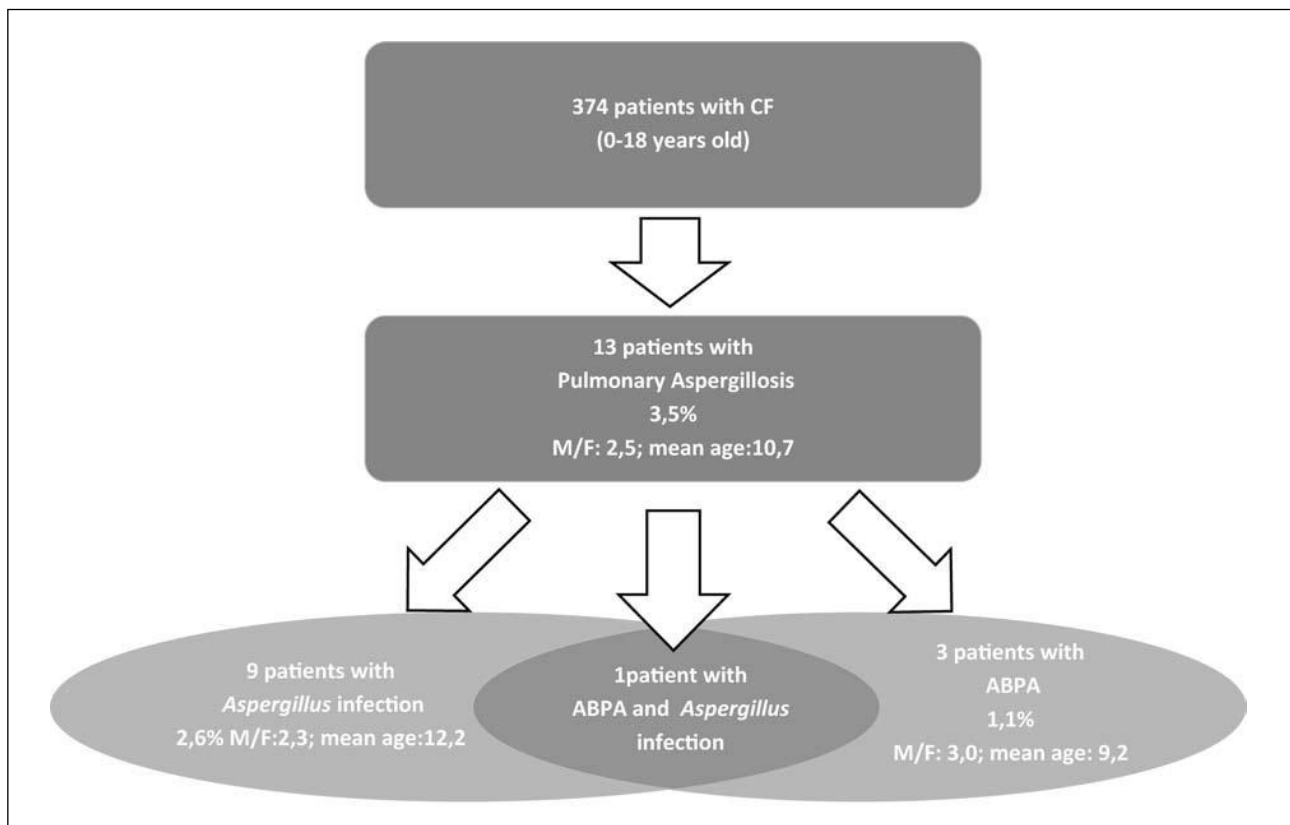 374 patients with CF
(0-18 years old)
13 patients with
Pulmonary Aspergillosis
3,5%
M/F: 2,5; mean age:10,7
9 patients with
Aspergillus infection
2,6% M/F:2,3; mean age:12,2
1patient with
ABPA and Aspergillus
infection
3 patients with
ABPA
1,1%
M/F: 3,0; mean age: 9,2